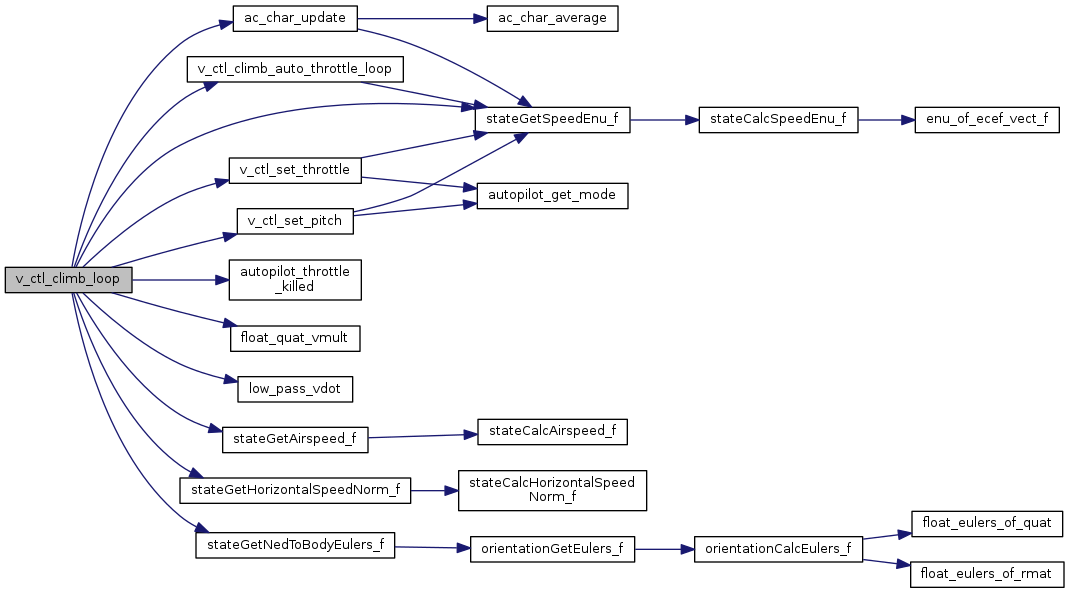 ac_char_update
ac_char_average
v_ctl_climb_auto_throttle_loop
stateGetSpeedEnu_f
stateCalcSpeedEnu_f
enu_of_ecef_vect_f
v_ctl_set_throttle
autopilot_get_mode
v_ctl_set_pitch
v_ctl_climb_loop
autopilot_throttle
_killed
float_quat_vmult
low_pass_vdot
stateGetAirspeed_f
stateCalcAirspeed_f
stateGetHorizontalSpeedNorm_f
stateCalcHorizontalSpeed
Norm_f
stateGetNedToBodyEulers_f
orientationGetEulers_f
orientationCalcEulers_f
float_eulers_of_quat
float_eulers_of_rmat